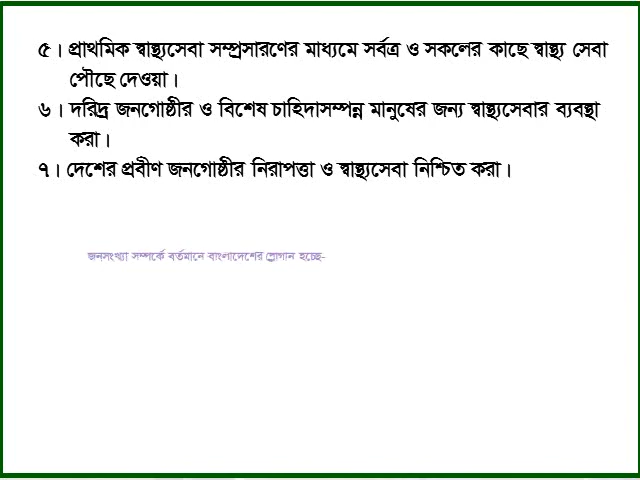 ৫। প্রাথমিক স্বাস্থ্যসেবা সম্প্রসারণের মাধ্যমে সর্বত্র ও সকলের কাছে স্বাস্থ্য সেবা
পৌছে দেওয়া।
৬। দরিদ্র জনগোষ্ঠীর ও বিশেষ চাহিদাসম্পন্ন মানুষের জন্য স্বাস্থ্যসেবার ব্যবস্থা
করা।
৭। দেশের প্রবীণ জনগোষ্ঠীর নিরাপত্তা ও স্বাস্থ্যসেবা নিশ্চিত করা।
জনসংখ্যা সম্পর্কে বর্তমানে বাংলাদেশের স্লোগান হচ্ছে-